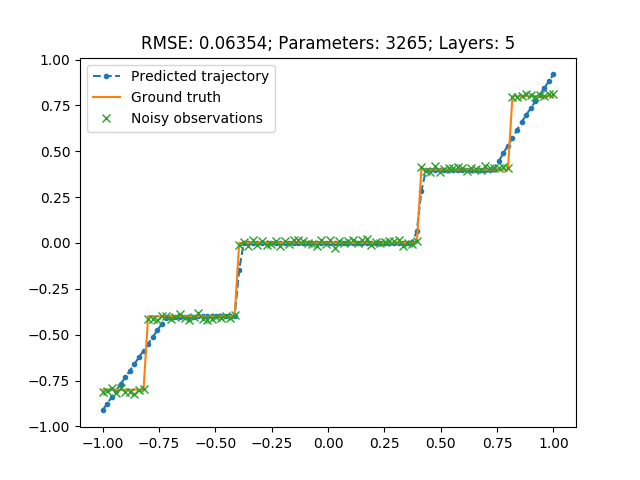 RMSE: 0.06354; Parameters: 3265; Layers: 5
Predicted trajectory
Ground truth
Noisy observations
1.00
0.75
0.50
0.25
0.00
−0.25
−0.50
−0.75
−1.00
−1.00 −0.75 −0.50 −0.25 0.00 0.25 0.50 0.75 1.00